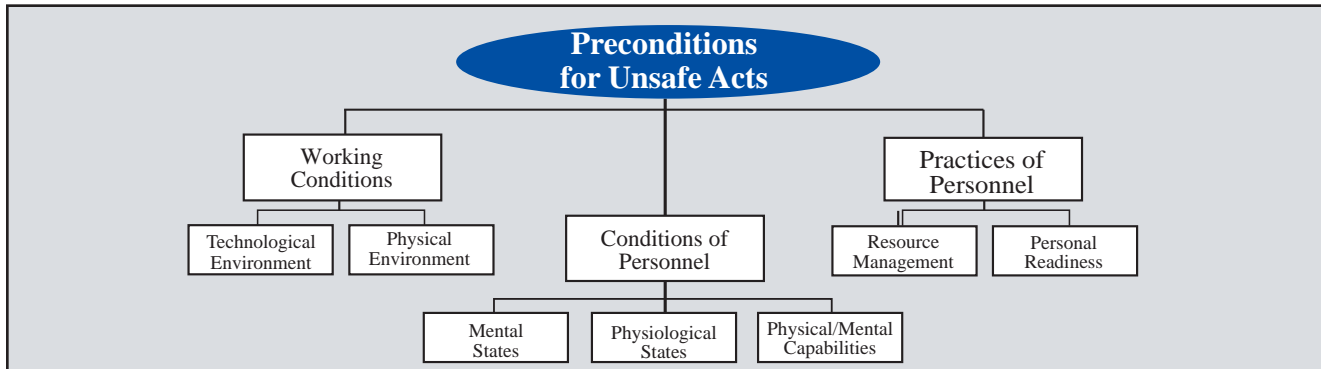 Preconditions
for Unsafe Acts
Working
Conditions
Technological
Environment
Physical
Environment
Conditions of
Personnel
Mental
States
Physiological
States
Physical/Mental
Capabilities
Practices of
Personnel
Resource
Management
Personal
Readiness